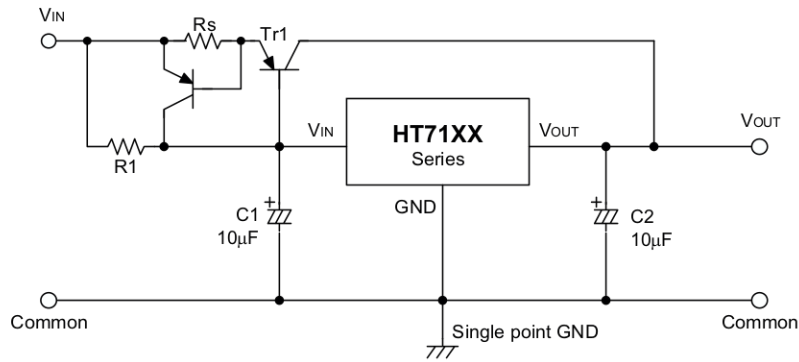 VIN
Rs
Tr1
R1
VIN
HT71XX
Series
VOUT
VOUT
GND
C1
10μF
C2
10μF
Common
Single point GND
Common